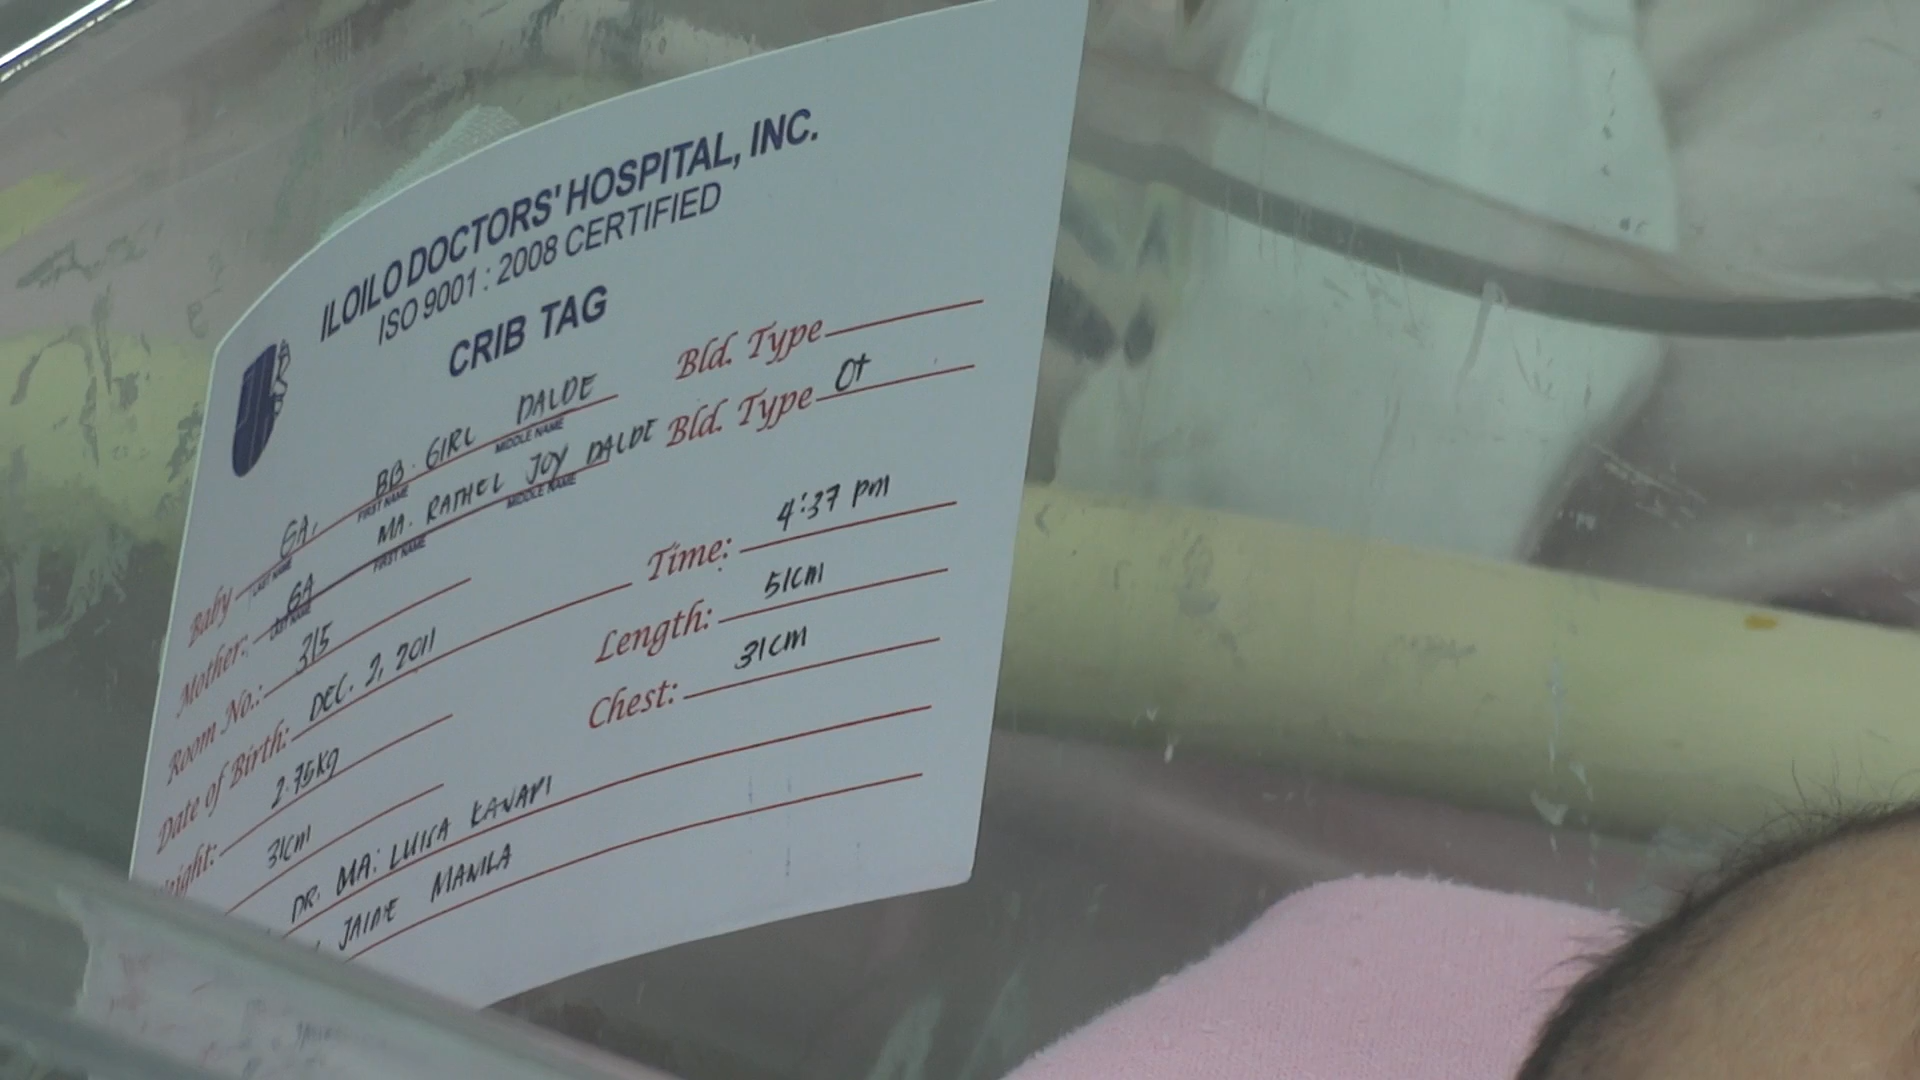 ILOILO DOCTORS' HOSPITAL, INC.
ISO 9001 : 2008 CERTIFIED
CRIB TAG
Baby GA, BB. GIRL DALDE Bld. Type
LAST NAME FIRST NAME MIDDLE NAME
Mother: GA MA. RATHEL JOY DALDE Bld. Type O+
LAST NAME FIRST NAME MIDDLE NAME
Room No.: 315
Date of Birth: DEC. 2, 2011 Time: 4:37 pm
2.75kg Length: 51cm
31cm Chest: 31cm
DR. MA. LUISA
JAIME MANILA